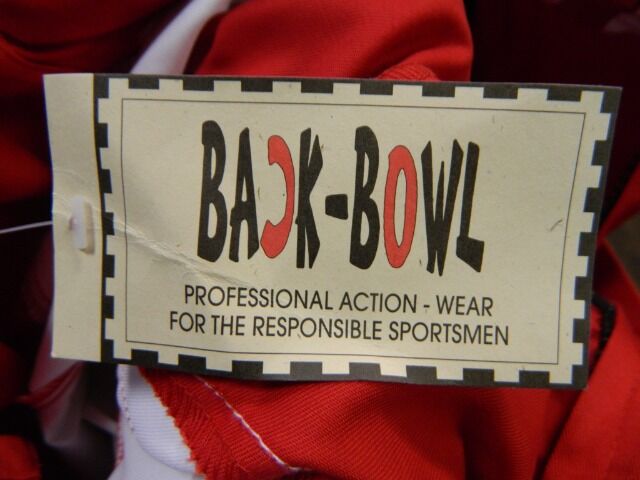 BACK-BOWL
PROFESSIONAL ACTION - WEAR
FOR THE RESPONSIBLE SPORTSMEN